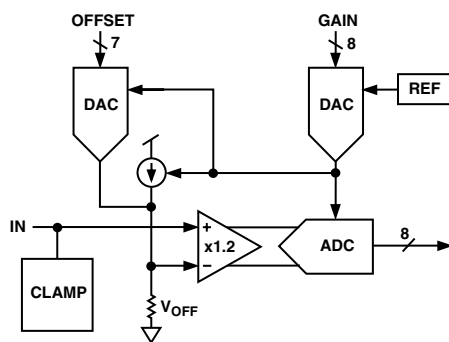 OFFSET
GAIN
7
8
DAC
DAC
REF
IN
+
x1.2
−
ADC
8
CLAMP
VOFF